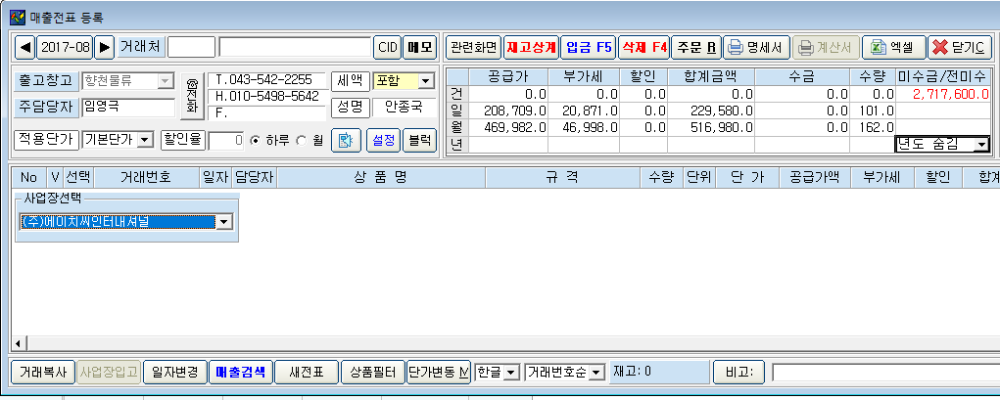 매출전표 등록
2017-08 거래처 CID 메모 관련화면 재고상계 입금 F5 삭제 F4 주문 R 명세서 계산서 엑셀 닫기C
출고창고 향천물류 ☎전화 T.043-542-2255 세액 포함
H.010-5498-5642
주담당자 임영극 F. 성명 안종국
적용단가 기본단가 할인율 0 하루 월 설정 블럭
공급가 부가세 할인 합계금액 수금 수량 미수금/전미수
건 0.0 0.0 0.0 0.0 0.0 0.0 2,717,600.0
일 208,709.0 20,871.0 0.0 229,580.0 0.0 101.0
월 469,982.0 46,998.0 0.0 516,980.0 0.0 162.0
년 년도 숨김
No V 선택 거래번호 일자 담당자 상 품 명 규 격 수량 단위 단 가 공급가액 부가세 할인 합계
사업장선택
(주)에이치씨인터내셔널
거래복사 사업장입고 일자변경 매출검색 새전표 상품필터 단가변동 M 한글 거래번호순 재고: 0 비고: